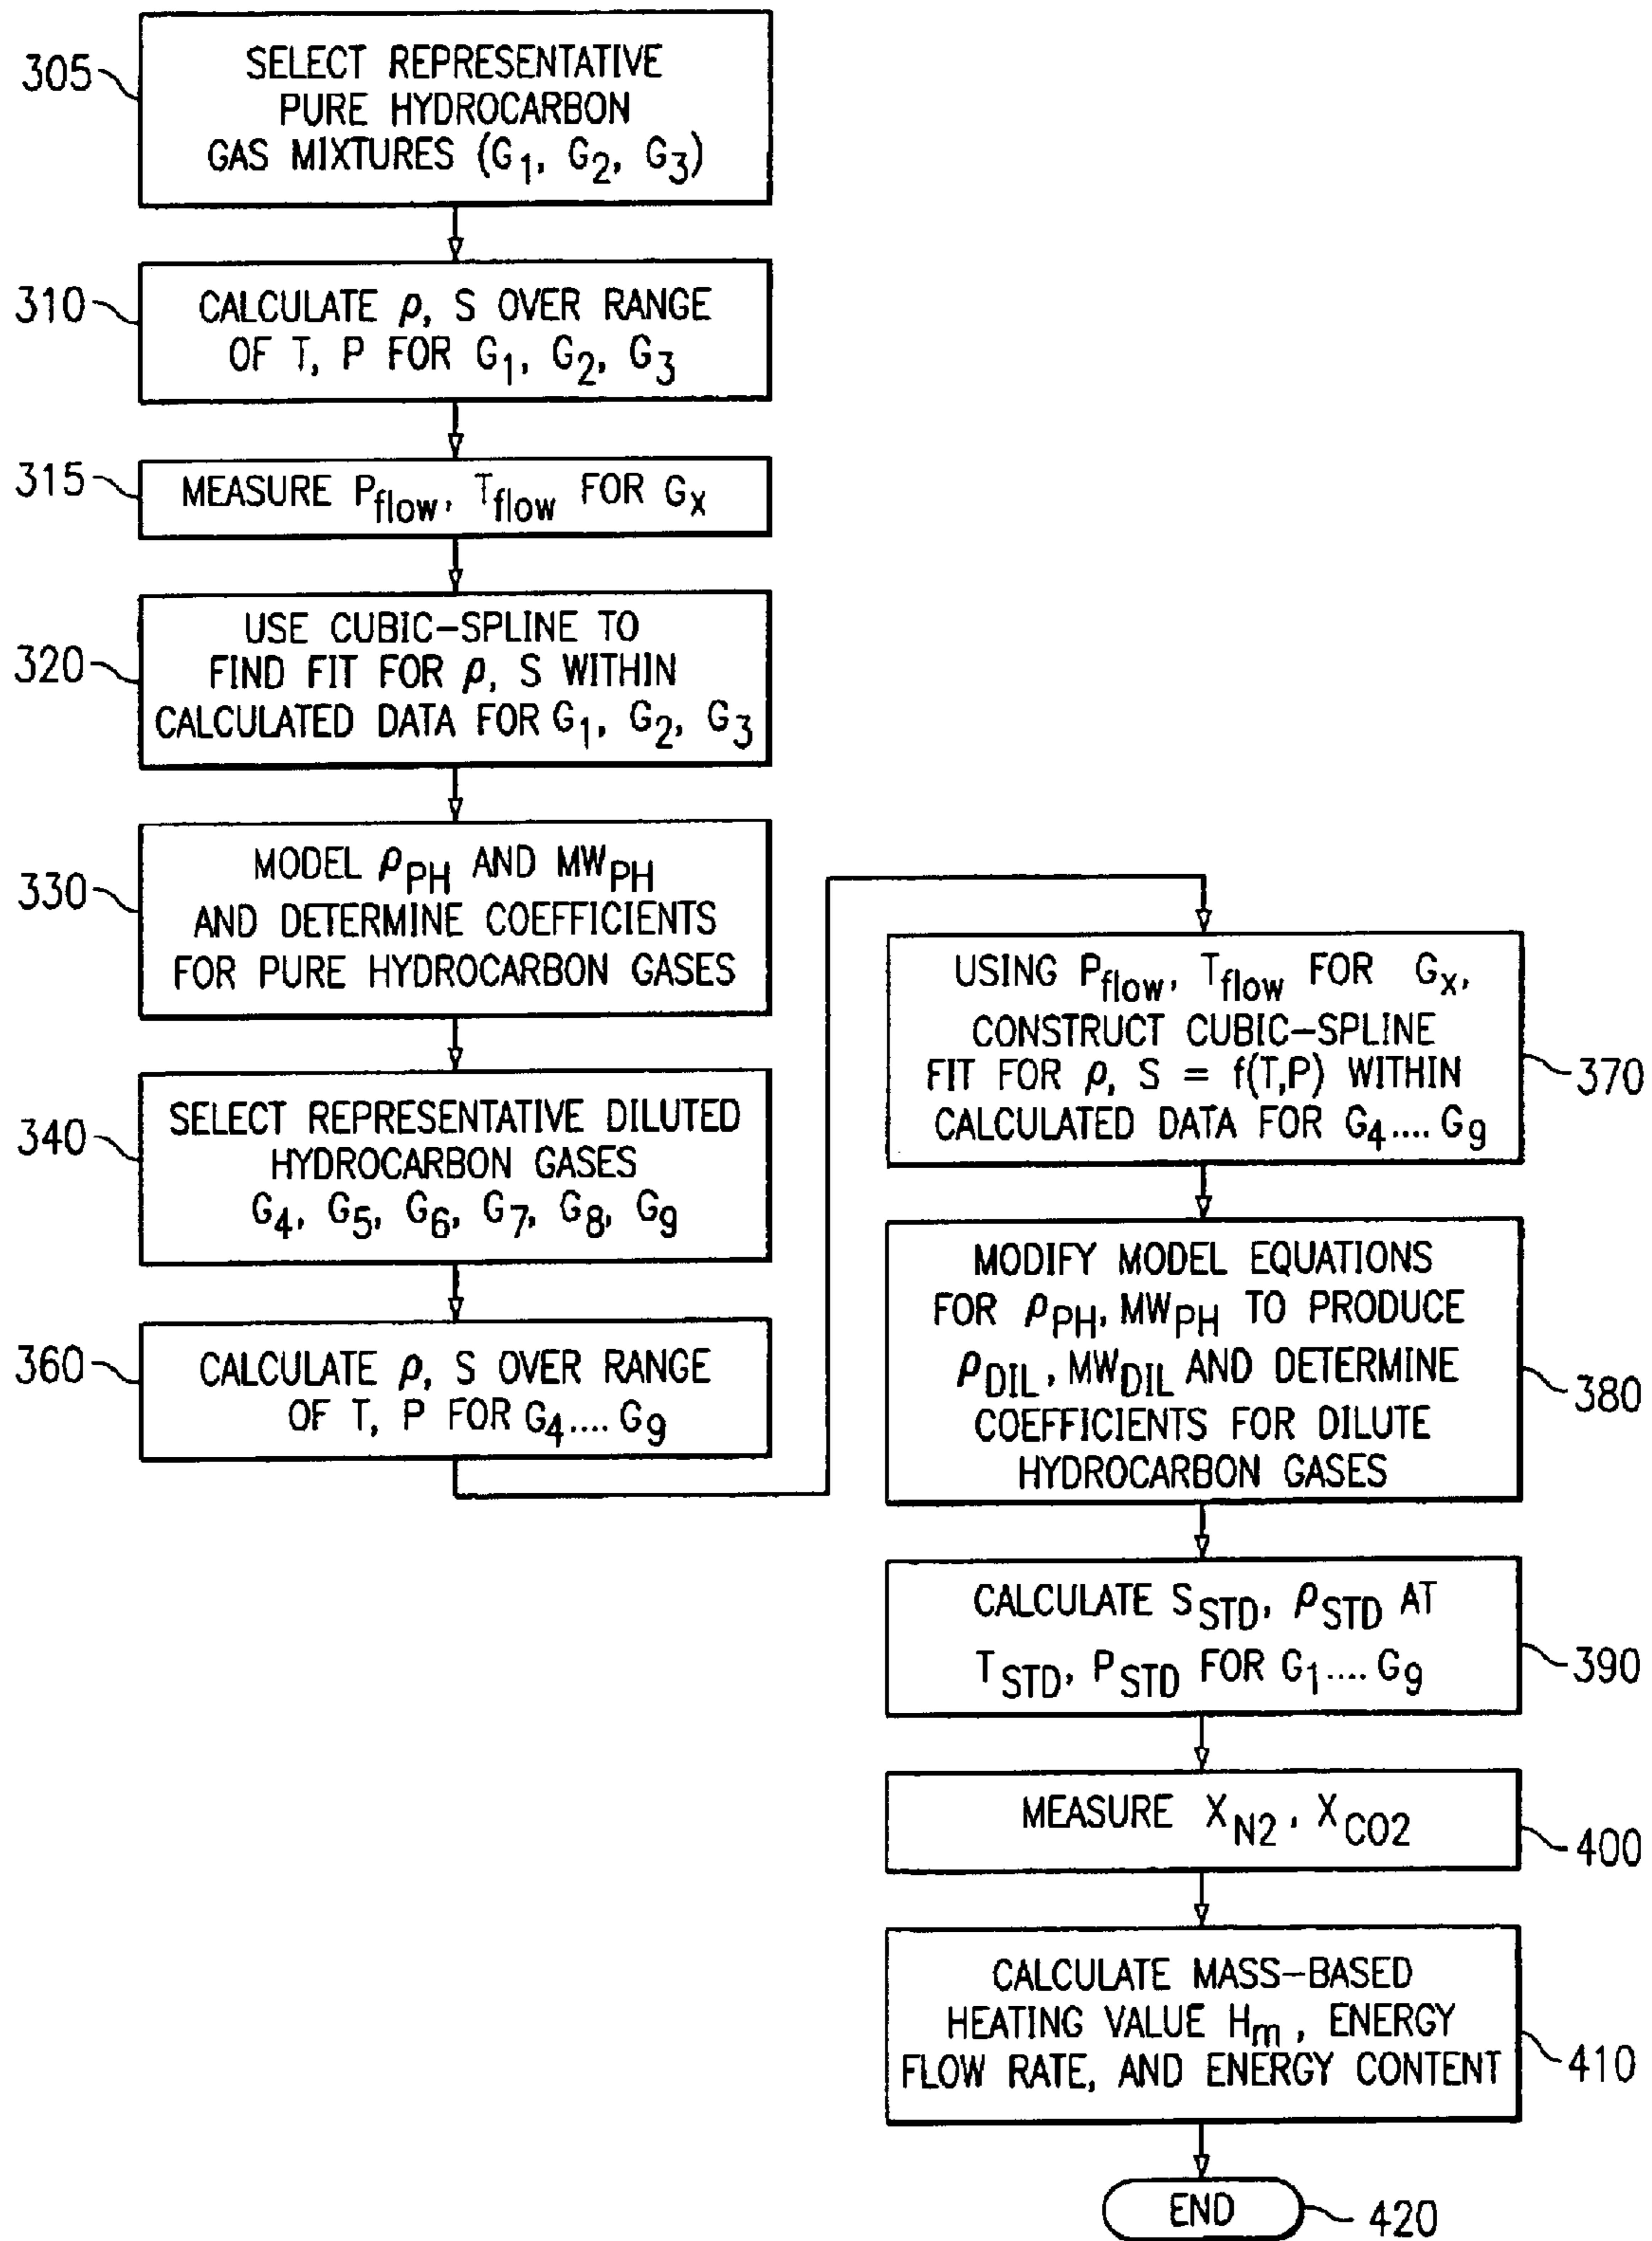 305
SELECT REPRESENTATIVE
PURE HYDROCARBON
GAS MIXTURES (G1, G2, G3)
310
CALCULATE ρ, S OVER RANGE
OF T, P FOR G1, G2, G3
315
MEASURE Pflow, Tflow FOR Gx
320
USE CUBIC-SPLINE TO
FIND FIT FOR ρ, S WITHIN
CALCULATED DATA FOR G1, G2, G3
330
MODEL ρPH AND MWPH
AND DETERMINE COEFFICIENTS
FOR PURE HYDROCARBON GASES
340
SELECT REPRESENTATIVE DILUTED
HYDROCARBON GASES
G4, G5, G6, G7, G8, G9
360
CALCULATE ρ, S OVER RANGE
OF T, P FOR G4....G9
USING Pflow, Tflow FOR Gx,
CONSTRUCT CUBIC-SPLINE
FIT FOR ρ, S = f(T,P) WITHIN
CALCULATED DATA FOR G4....G9
370
MODIFY MODEL EQUATIONS
FOR ρPH, MWPH TO PRODUCE
ρDIL, MWDIL AND DETERMINE
COEFFICIENTS FOR DILUTE
HYDROCARBON GASES
380
CALCULATE SSTD, ρSTD AT
TSTD, PSTD FOR G1....G9
390
MEASURE XN2, XCO2
400
CALCULATE MASS-BASED
HEATING VALUE Hm, ENERGY
FLOW RATE, AND ENERGY CONTENT
410
END
420